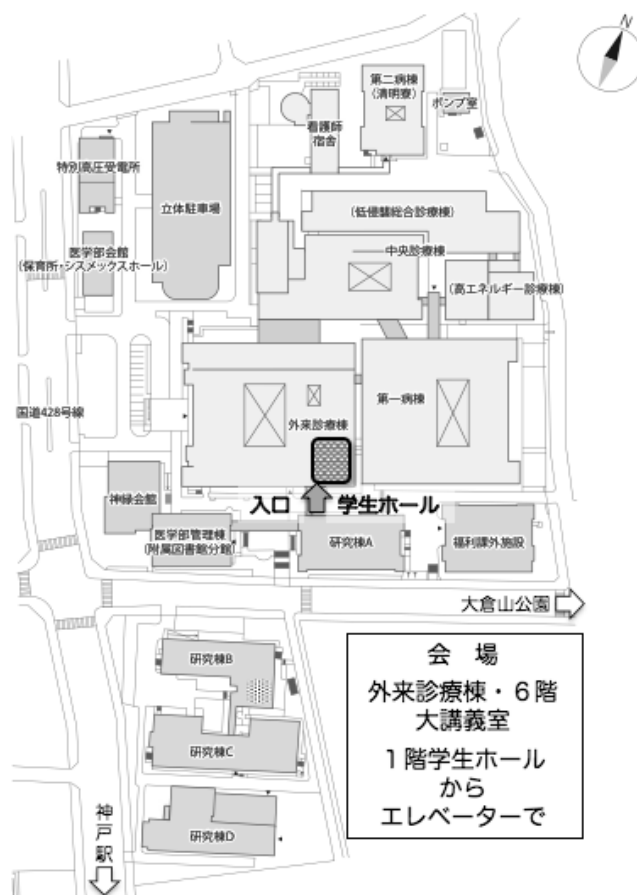 N
第二病棟
（清明寮）
ポンプ室
看護師
宿舎
特別高圧受電所
立体駐車場
（低侵襲総合診療棟）
中央診療棟
医学部会館
（保育所・シスメックスホール）
（高エネルギー診療棟）
国道428号線
外来診療棟
第一病棟
神緑会館
入口
学生ホール
医学部管理棟
（附属図書館分館）
研究棟A
福利課外施設
大倉山公園
研究棟B
研究棟C
研究棟D
神戸駅
会　場
外来診療棟・６階
大講義室
１階学生ホール
から
エレベーターで